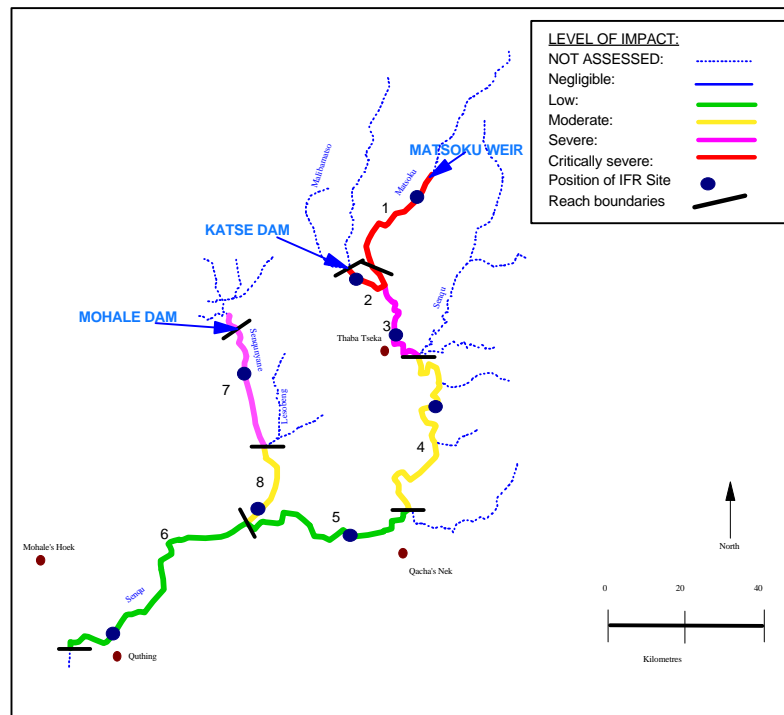 LEVEL OF IMPACT:
NOT ASSESSED:
Negligible:
Low:
Moderate:
Severe:
Critically severe:
Position of IFR Site
Reach boundaries
MATSOKU WEIR
Malibamatso
Matsoku
1
KATSE DAM
2
Senqu
MOHALE DAM
3
Thaba Tseka
Senqunyane
7
Lesobeng
4
8
5
6
North
Mohale's Hoek
Qacha's Nek
0 20 40
Senqu
Quthing
Kilometres